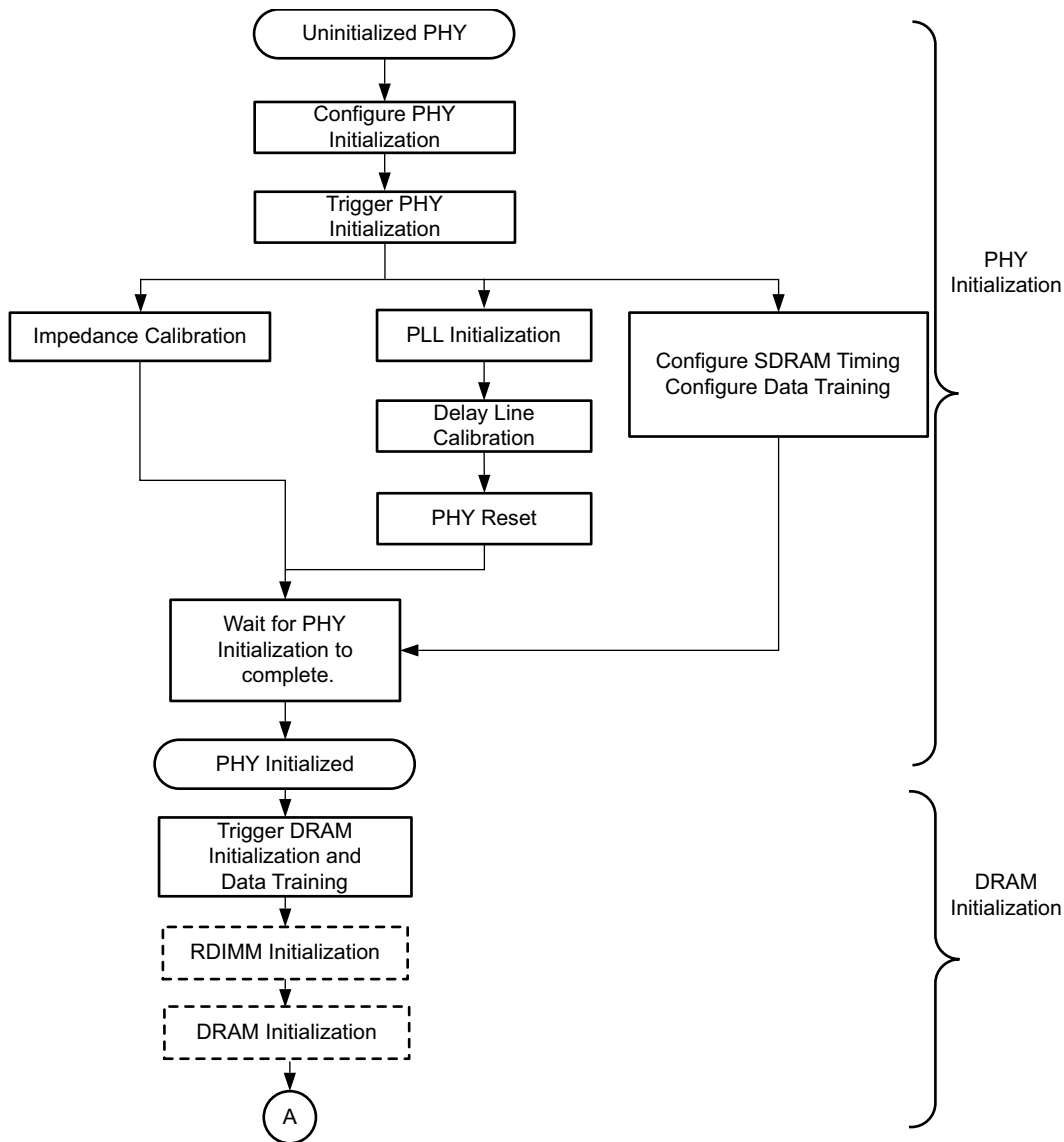 Uninitialized PHY
Configure PHY
Initialization
Trigger PHY
Initialization
PHY
Initialization
Impedance Calibration
PLL Initialization
Configure SDRAM Timing
Configure Data Training
Delay Line
Calibration
PHY Reset
Wait for PHY
Initialization to
complete.
PHY Initialized
Trigger DRAM
Initialization and
Data Training
DRAM
Initialization
RDIMM Initialization
DRAM Initialization
A